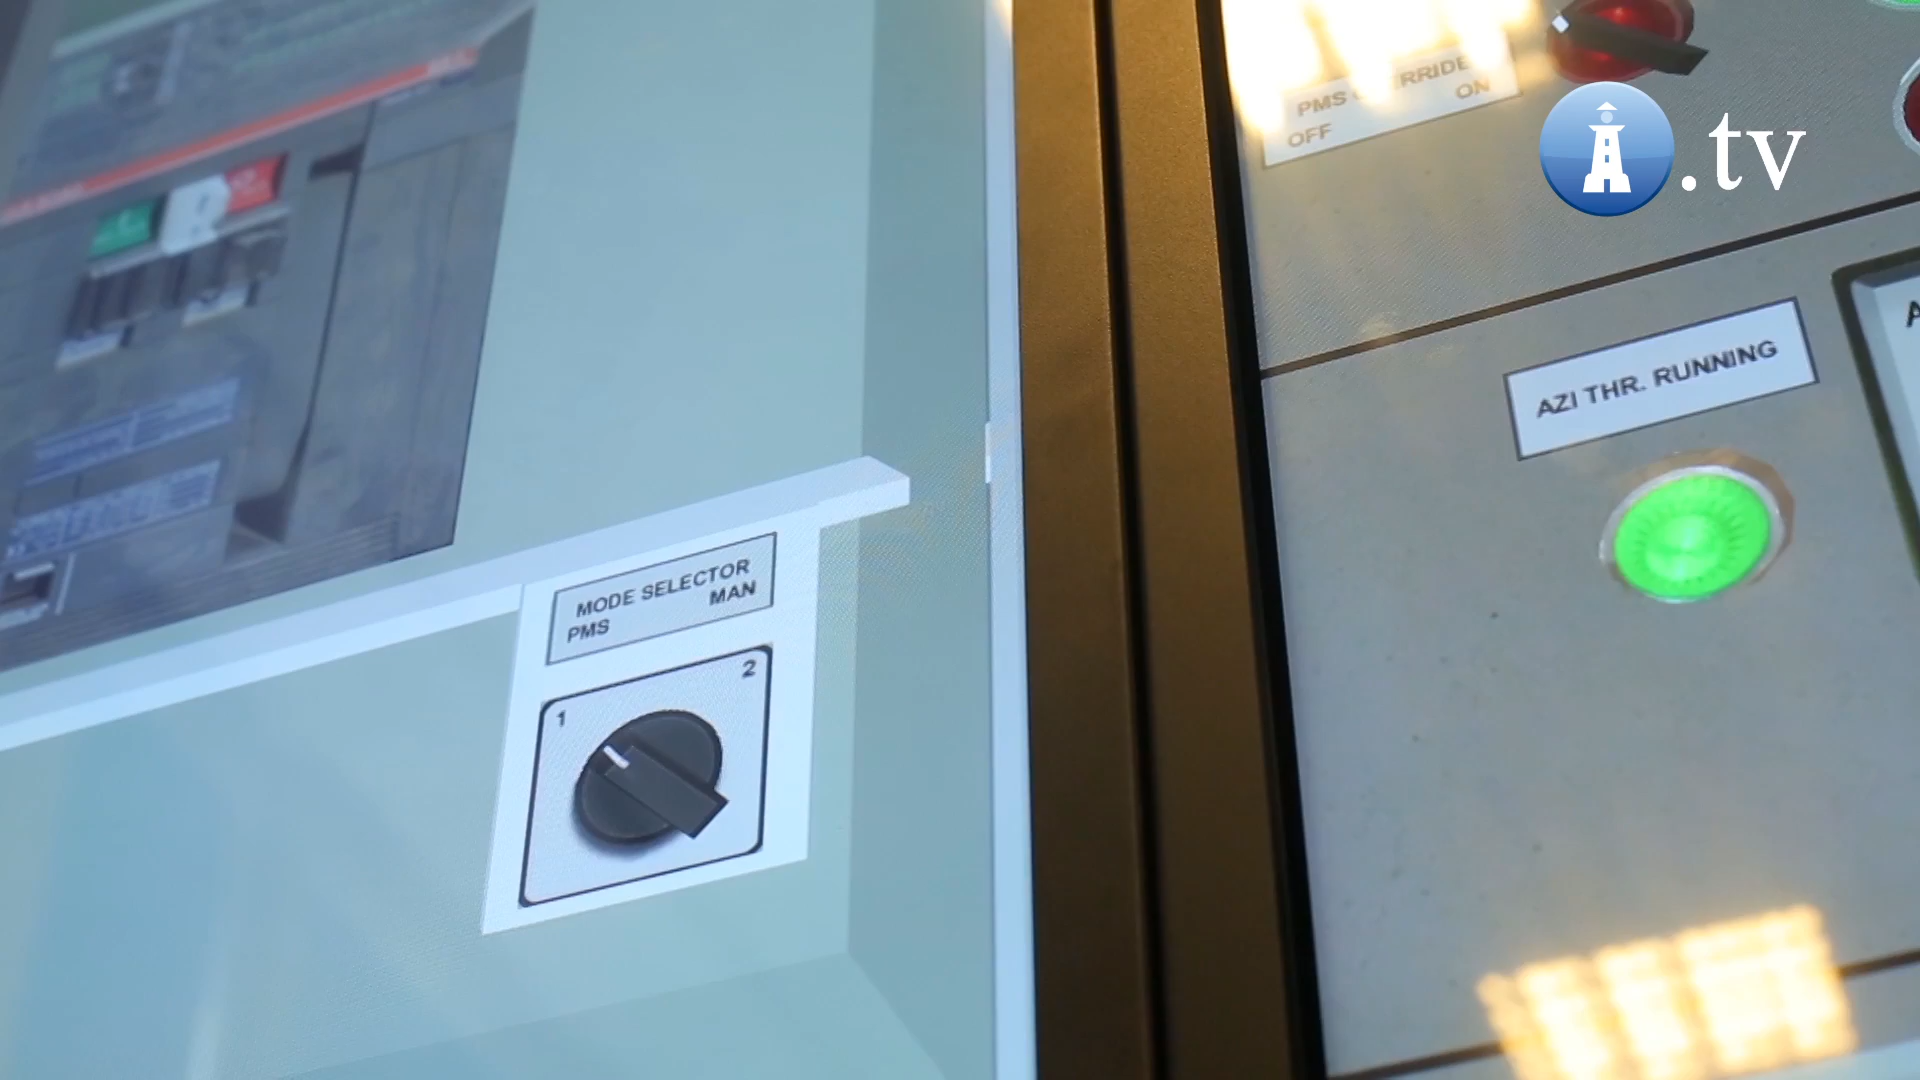 PMS
RRIDE
ON
OFF
.tv
AZI THR. RUNNING
MODE SELECTOR
MAN
PMS
1
2